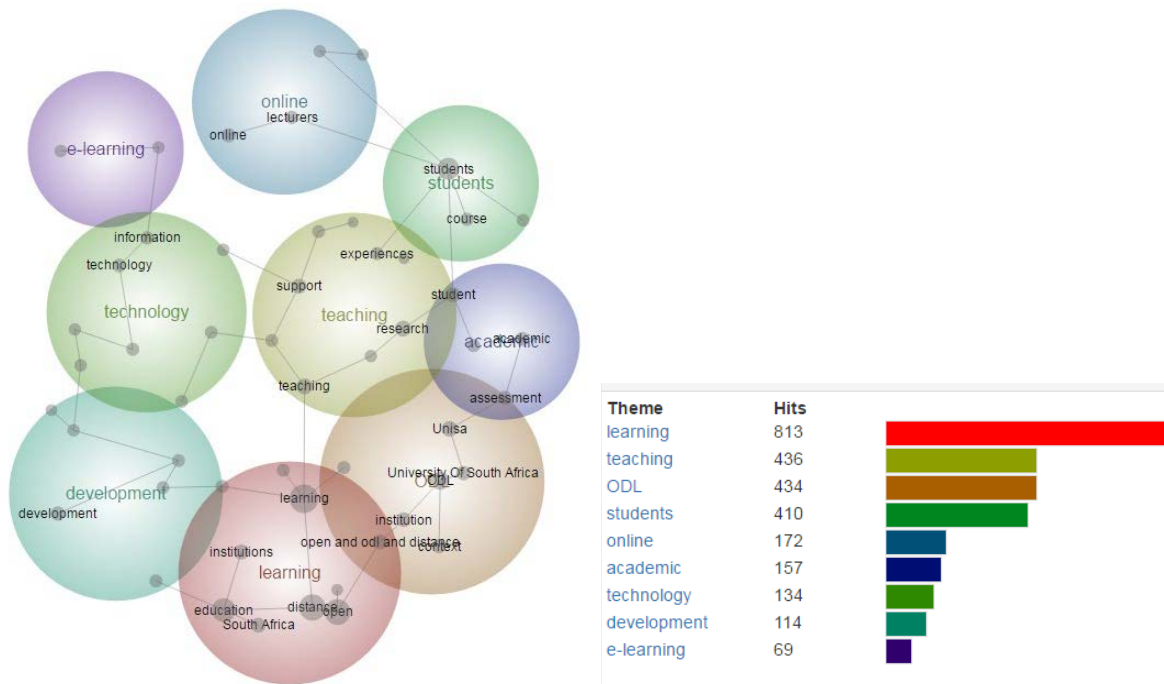 online
lecturers
online
e-learning
students
students
course
information
technology
experiences
support
student
technology
teaching
research
academic
academic
teaching
assessment
Unisa
University Of South Africa
ODL
development
development
learning
institution
open and odl and distance
context
institutions
learning
education
distance
open
South Africa
Theme Hits
learning 813
teaching 436
ODL 434
students 410
online 172
academic 157
technology 134
development 114
e-learning 69